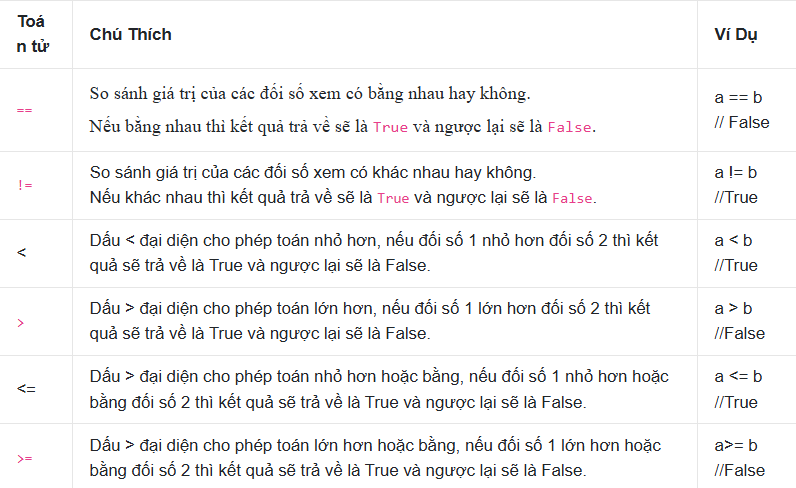 Toá
n tử
Chú Thích
Ví Dụ
==
So sánh giá trị của các đối số xem có bằng nhau hay không.
Nếu bằng nhau thì kết quả trả về sẽ là True và ngược lại sẽ là False.
a == b
// False
!=
So sánh giá trị của các đối số xem có khác nhau hay không.
Nếu khác nhau thì kết quả trả về sẽ là True và ngược lại sẽ là False.
a != b
//True
<
Dấu < đại diện cho phép toán nhỏ hơn, nếu đối số 1 nhỏ hơn đối số 2 thì kết
quả sẽ trả về là True và ngược lại sẽ là False.
a < b
//True
>
Dấu > đại diện cho phép toán lớn hơn, nếu đối số 1 lớn hơn đối số 2 thì kết
quả sẽ trả về là True và ngược lại sẽ là False.
a > b
//False
<=
Dấu > đại diện cho phép toán nhỏ hơn hoặc bằng, nếu đối số 1 nhỏ hơn hoặc
bằng đối số 2 thì kết quả sẽ trả về là True và ngược lại sẽ là False.
a <= b
//True
>=
Dấu > đại diện cho phép toán lớn hơn hoặc bằng, nếu đối số 1 lớn hơn hoặc
bằng đối số 2 thì kết quả sẽ trả về là True và ngược lại sẽ là False.
a>= b
//False